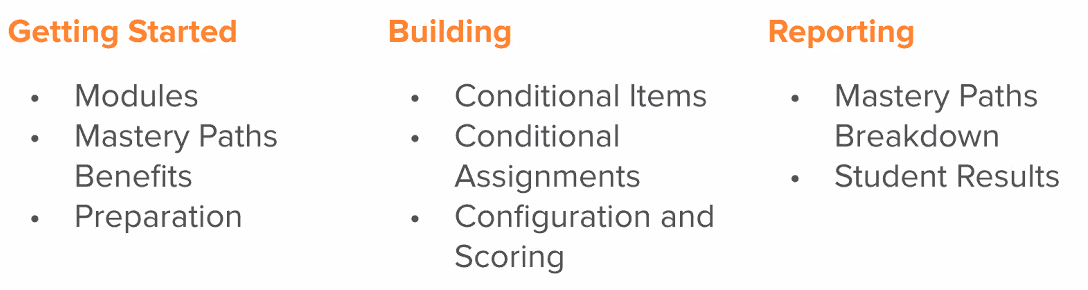 Getting Started
• Modules
• Mastery Paths
Benefits
• Preparation
Building
• Conditional Items
• Conditional
Assignments
• Configuration and
Scoring
Reporting
• Mastery Paths
Breakdown
• Student Results